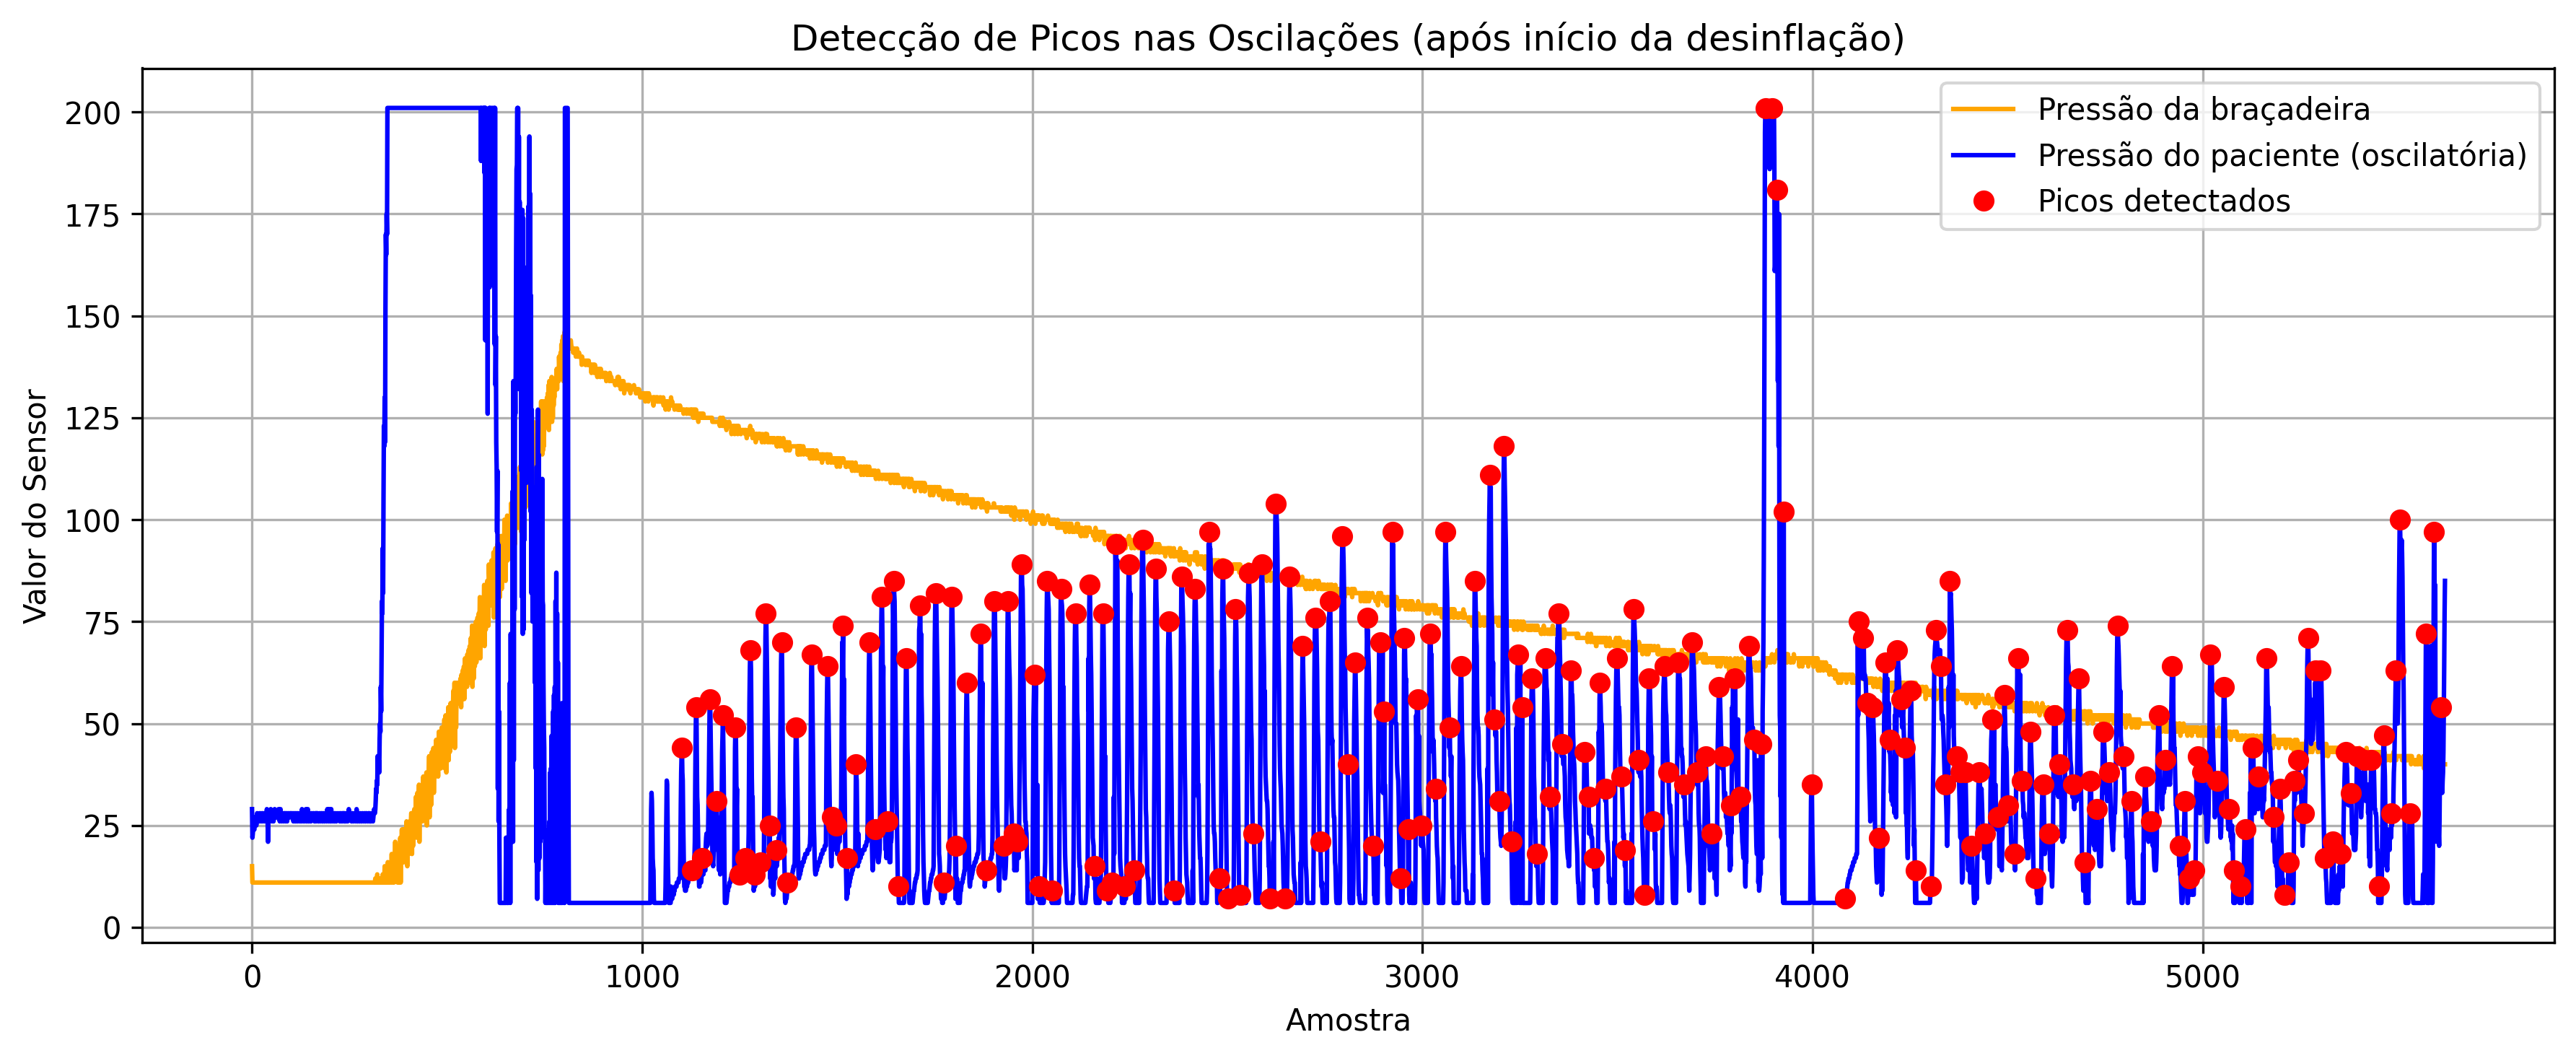 Detecção de Picos nas Oscilações (após início da desinflação)
Pressão da braçadeira
Pressão do paciente (oscilatória)
Picos detectados
Valor do Sensor
200
175
150
125
100
75
50
25
0
0 1000 2000 3000 4000 5000
Amostra